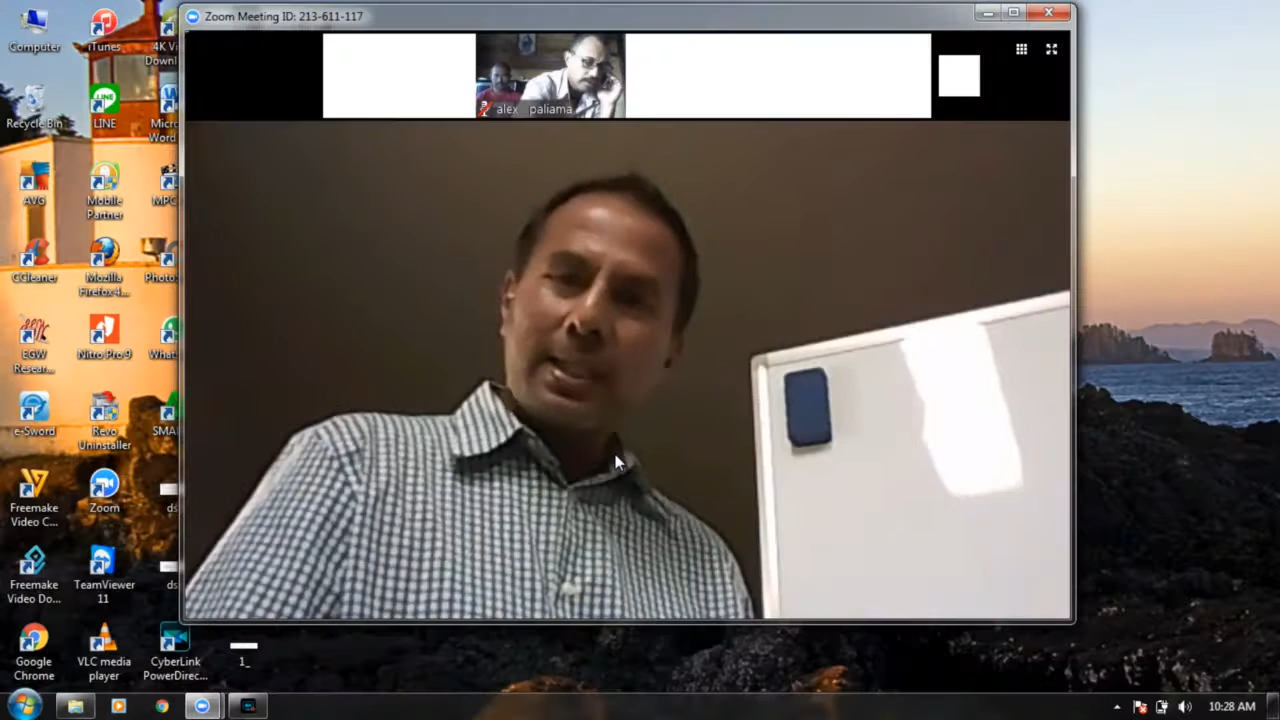 Zoom Meeting ID: 213-611-117
alex paliama
Computer
iTunes
4K Vi
Downl
Recycle Bin
LINE
Micro
Word
AVG
Mobile
Partner
MPC
CCleaner
Mozilla
Firefox 4...
Photo
EGW
Resear...
Nitro Pro 9
Whats
e-Sword
Revo
Uninstaller
SMA
Freemake
Video C...
Zoom
ds
Freemake
Video Do...
TeamViewer
11
ds
Google
Chrome
VLC media
player
CyberLink
PowerDirec...
1_
10:28 AM